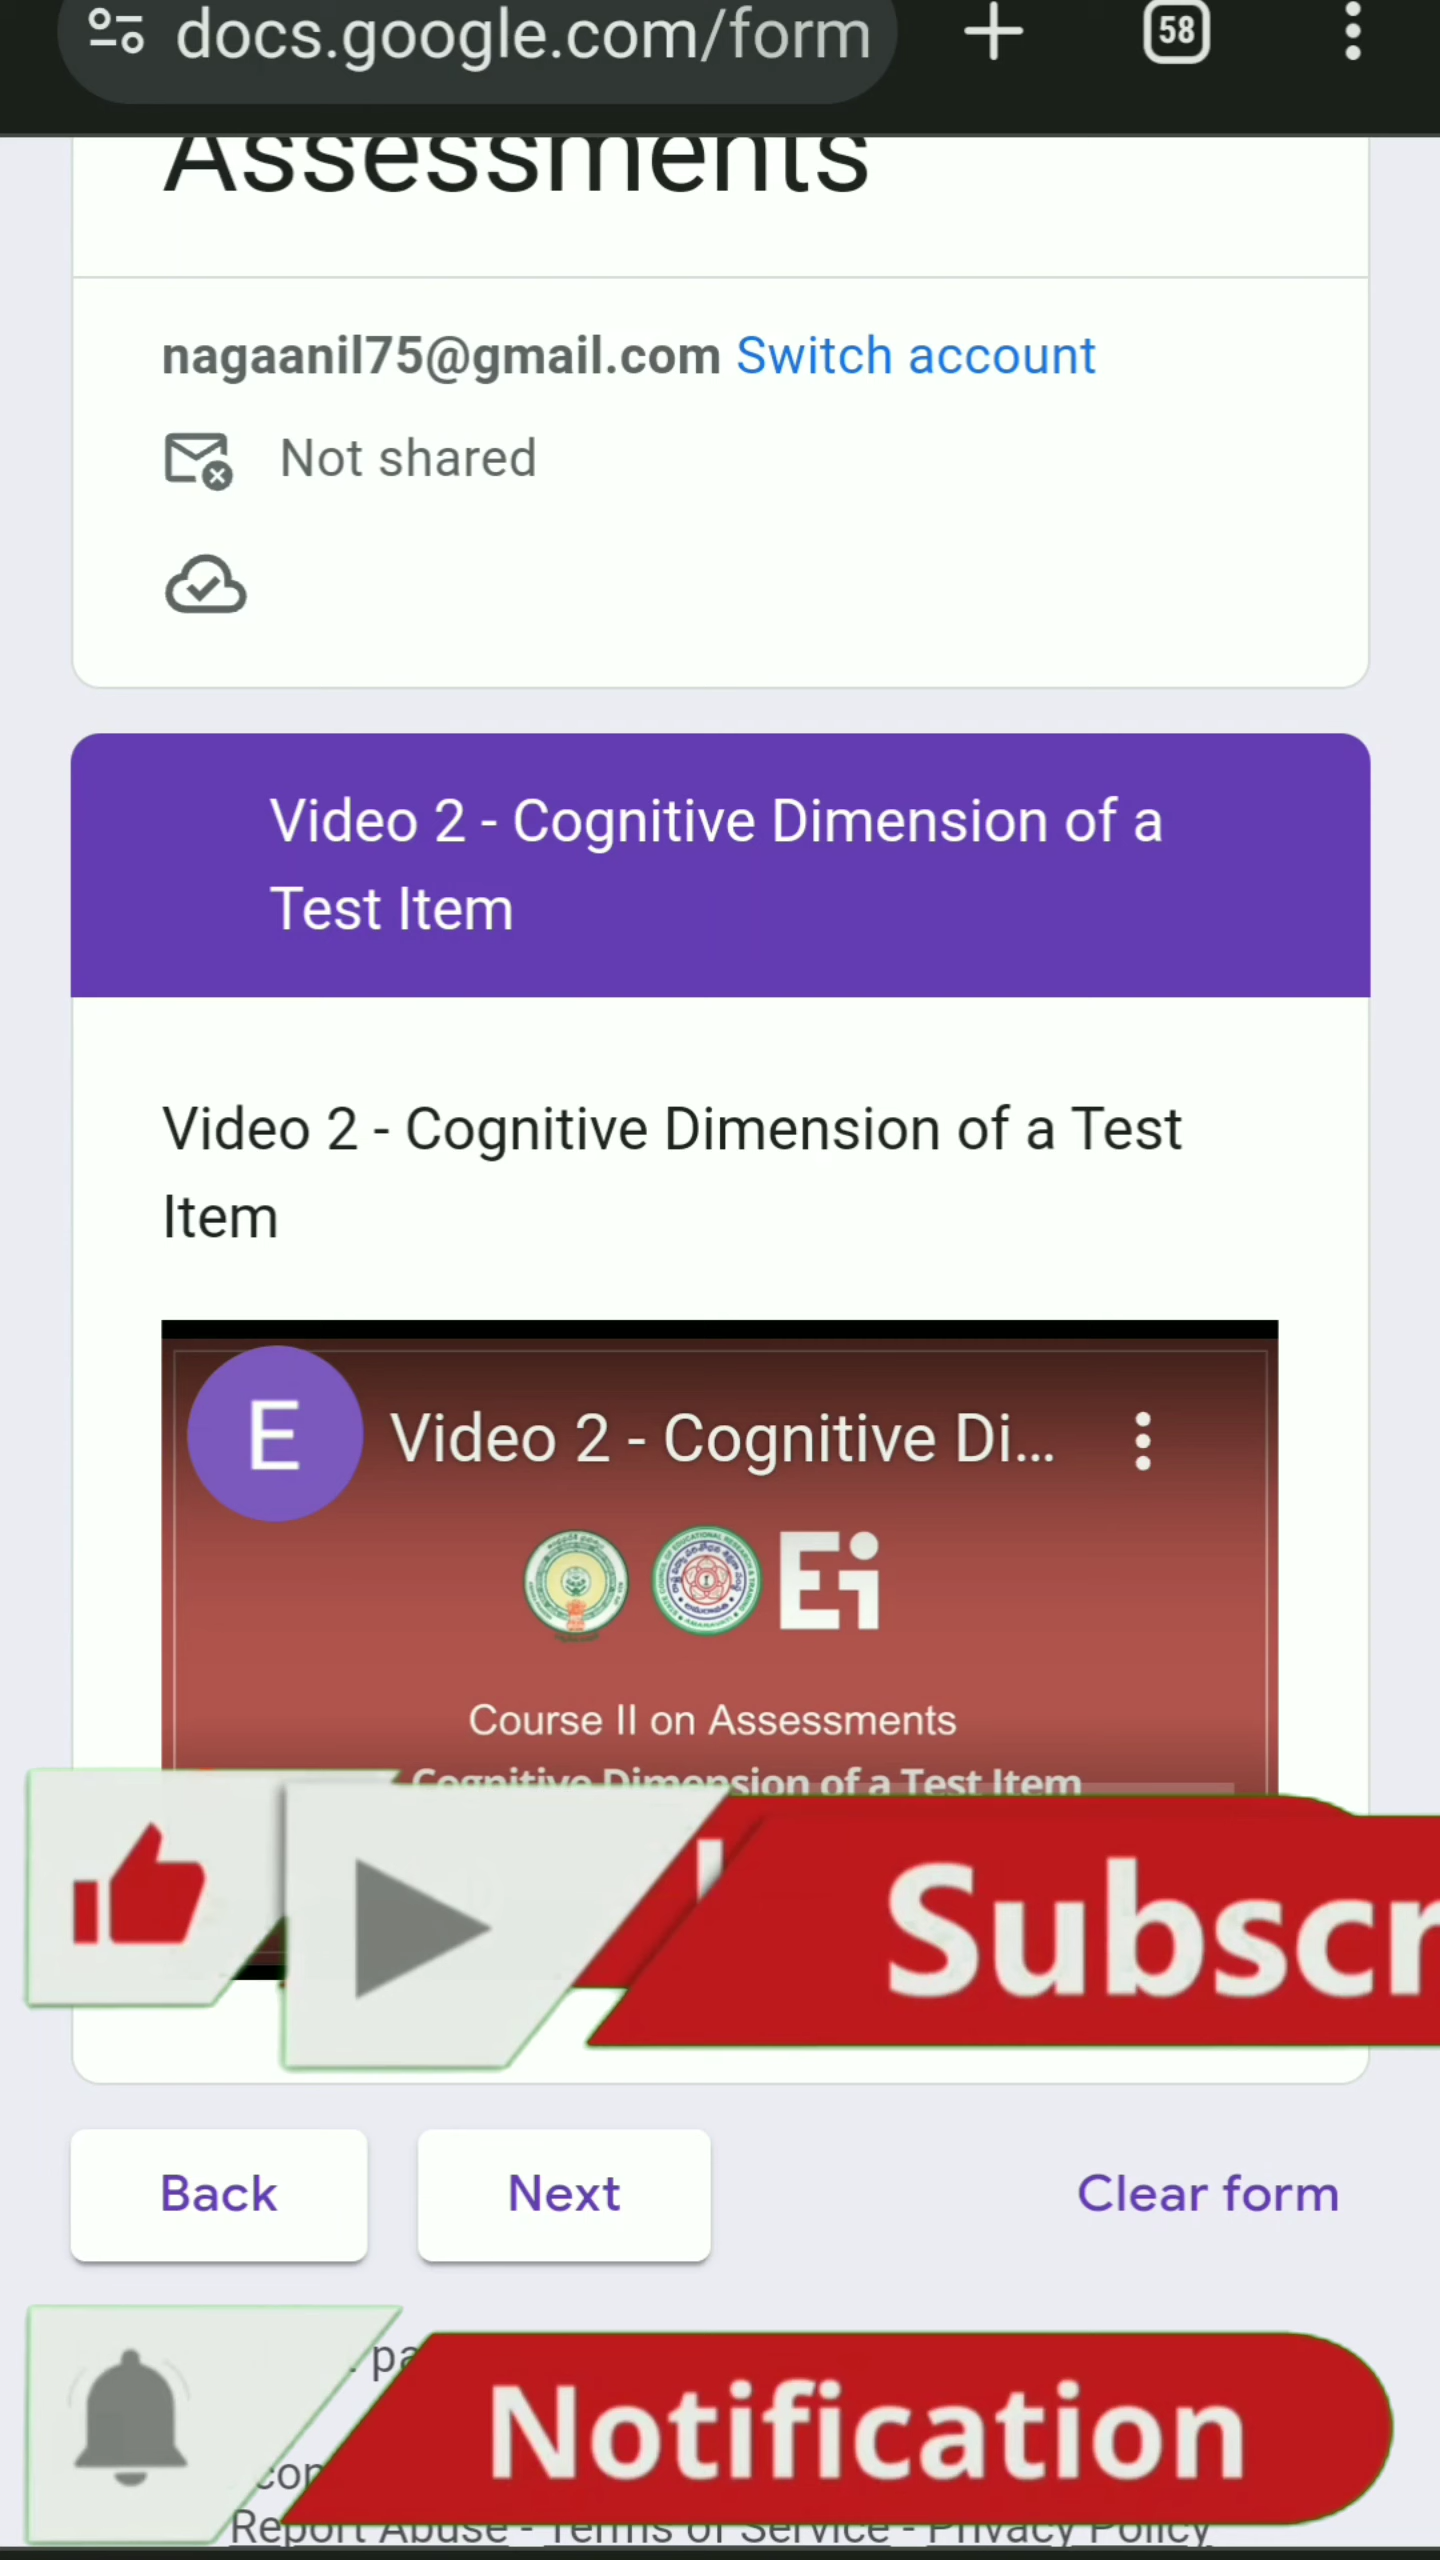 docs.google.com/form
58
Assessments
nagaanil75@gmail.com Switch account
Not shared
Video 2 - Cognitive Dimension of a
Test Item
Video 2 - Cognitive Dimension of a Test
Item
E
Video 2 - Cognitive Di...
Ei
Course II on Assessments
Cognitive Dimension of a Test Item
Subscr
Back
Next
Clear form
Notification
Report Abuse - Terms of Service - Privacy Policy